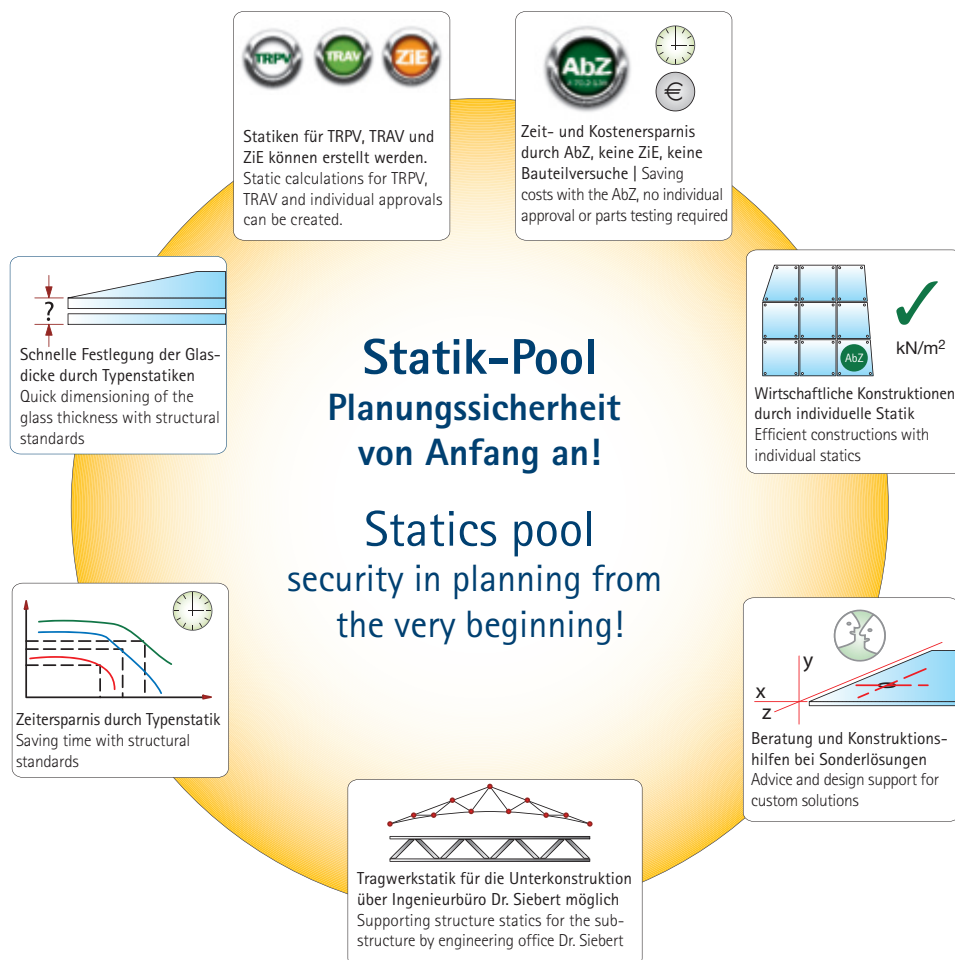 TRPV
TRAV
ZiE
Statiken für TRPV, TRAV und
ZiE können erstellt werden.
Static calculations for TRPV,
TRAV and individual approvals
can be created.
AbZ
€
Zeit- und Kostenersparnis
durch AbZ, keine ZiE, keine
Bauteilversuche | Saving
costs with the AbZ, no individual
approval or parts testing required
?
Schnelle Festlegung der Glas-
dicke durch Typenstatiken
Quick dimensioning of the
glass thickness with structural
standards
AbZ
kN/m²
Wirtschaftliche Konstruktionen
durch individuelle Statik
Efficient constructions with
individual statics
Statik-Pool
Planungssicherheit
von Anfang an!
Statics pool
security in planning from
the very beginning!
Zeitersparnis durch Typenstatik
Saving time with structural
standards
y
x
z
Beratung und Konstruktions-
hilfen bei Sonderlösungen
Advice and design support for
custom solutions
Tragwerkstatik für die Unterkonstruktion
über Ingenieurbüro Dr. Siebert möglich
Supporting structure statics for the sub-
structure by engineering office Dr. Siebert